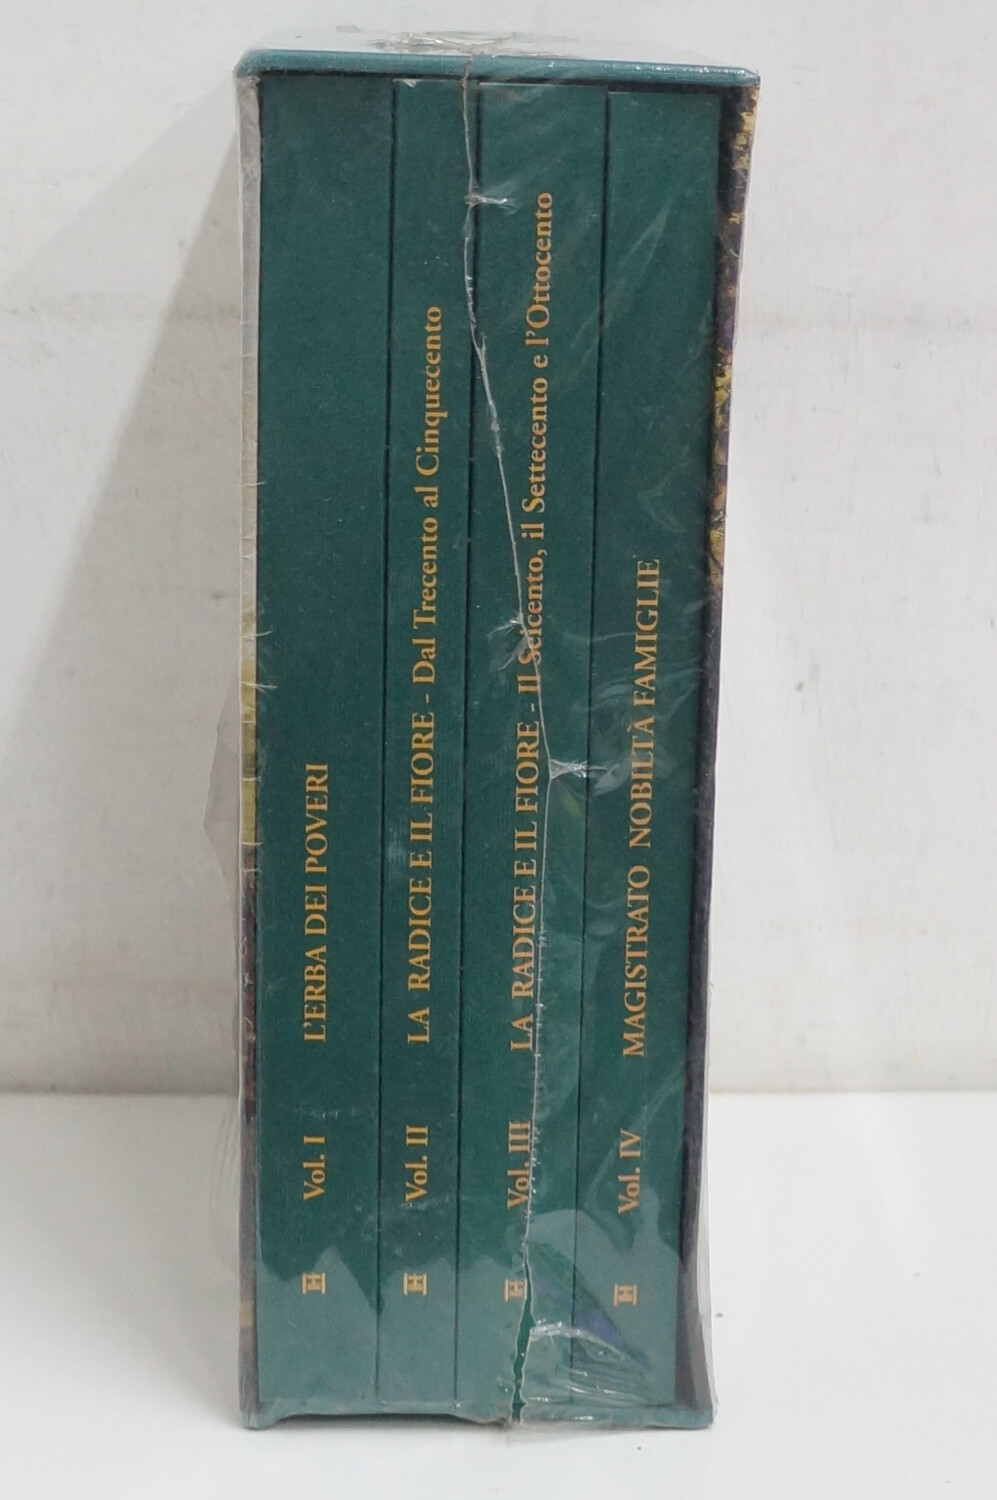 Vol. I L'ERBA DEI POVERI
Vol. II LA RADICE E IL FIORE - Dal Trecento al Cinquecento
Vol. III LA RADICE E IL FIORE - Il Seicento, il Settecento e l'Ottocento
Vol. IV MAGISTRATO NOBILTÀ FAMIGLIE